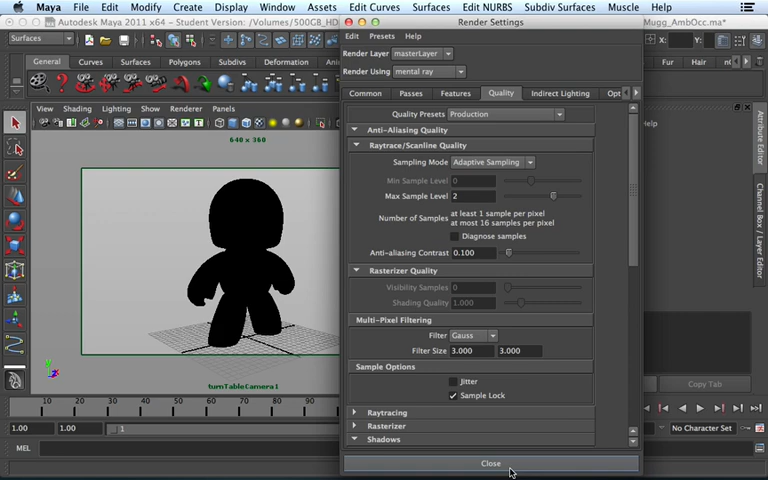 Maya File Edit Modify Create Display Window Assets Edit Curves Surfaces Edit NURBS Subdiv Surfaces Muscle Help
Autodesk Maya 2011 x64 - Student Version: /Volumes/500GB_HD
Mugg_AmbOcc.ma*
Render Settings
Edit Presets Help
Render Layer masterLayer
Render Using mental ray
Common Passes Features Quality Indirect Lighting Opt
Quality Presets Production
Anti-Aliasing Quality
Raytrace/Scanline Quality
Sampling Mode Adaptive Sampling
Min Sample Level 0
Max Sample Level 2
Number of Samples at least 1 sample per pixel
at most 16 samples per pixel
Diagnose samples
Anti-aliasing Contrast 0.100
Rasterizer Quality
Visibility Samples 0
Shading Quality 1.000
Multi-Pixel Filtering
Filter Gauss
Filter Size 3.000 3.000
Sample Options
Jitter
Sample Lock
Raytracing
Rasterizer
Shadows
Close
Surfaces
General Curves Surfaces Polygons Subdivs Deformation
View Shading Lighting Show Renderer Panels
640 x 360
turnTableCamera1
10 20 30 40 50 60 70 80 90
1.00 1.00 1
MEL
X: Y:
Fur Hair
Help
Attribute Editor
Channel Box / Layer Editor
Copy Tab
No Character Set